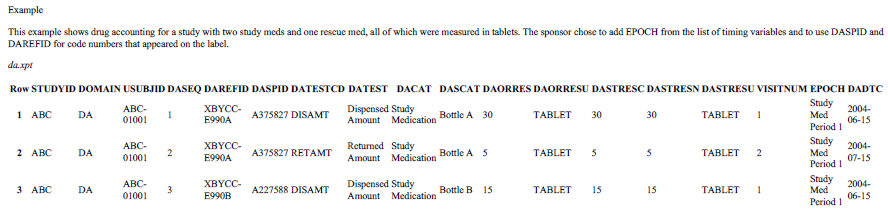 Example
This example shows drug accounting for a study with two study meds and one rescue med, all of which were measured in tablets. The sponsor chose to add EPOCH from the list of timing variables and to use DASPID and
DAREFID for code numbers that appeared on the label.
da.xpt
Row STUDYID DOMAIN USUBJID DASEQ DAREFID DASPID DATESTCD DATEST DACAT DASCAT DAORRES DAORRESU DASTRESC DASTRESN DASTRESU VISITNUM EPOCH DADTC
Study
ABC- XBYCC- Dispensed Study 2004-
1 ABC DA 1 A375827 DISAMT Bottle A 30 TABLET 30 30 TABLET 1 Med
01001 E990A Amount Medication 06-15
Period 1
Study
ABC- XBYCC- Returned Study 2004-
2 ABC DA 2 A375827 RETAMT Bottle A 5 TABLET 5 5 TABLET 2 Med
01001 E990A Amount Medication 07-15
Period 1
Study
ABC- XBYCC- Dispensed Study 2004-
3 ABC DA 3 A227588 DISAMT Bottle B 15 TABLET 15 15 TABLET 1 Med
01001 E990B Amount Medication 06-15
Period 1